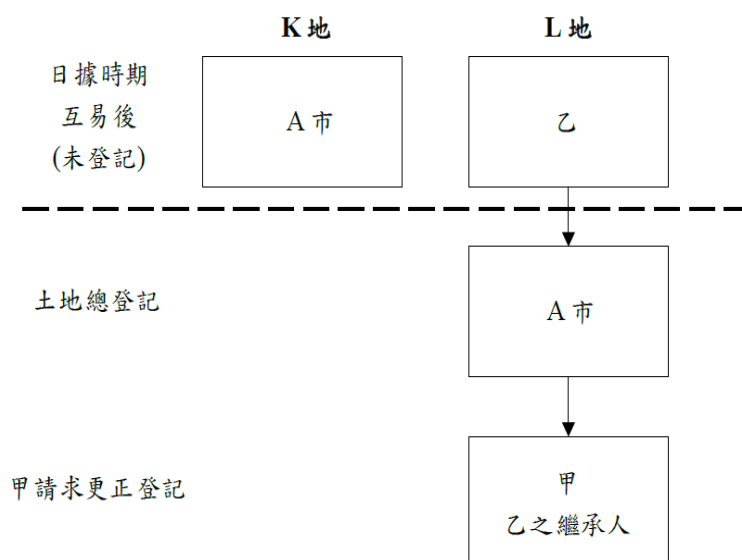 K地
L地
日據時期
互易後
(未登記)
A市
乙
土地總登記
A市
甲請求更正登記
甲
乙之繼承人